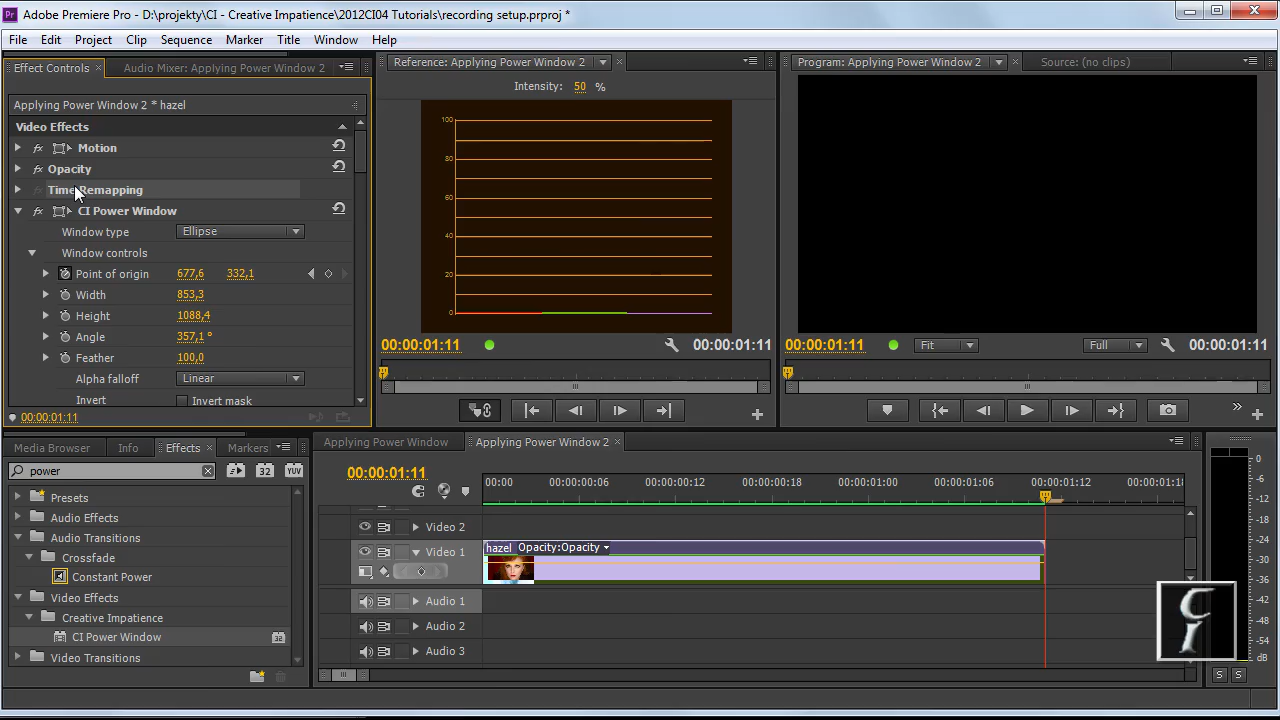 Adobe Premiere Pro - D:\projekty\CI - Creative Impatience\2012CI04 Tutorials\recording setup.prproj *
File Edit Project Clip Sequence Marker Title Window Help
Effect Controls × Audio Mixer: Applying Power Window 2
Applying Power Window 2 * hazel
Video Effects
Motion
Opacity
Time Remapping
CI Power Window
Window type Ellipse
Window controls
Point of origin 677,6 332,1
Width 853,3
Height 1088,4
Angle 357,1 °
Feather 100,0
Alpha falloff Linear
Invert Invert mask
00:00:01:11
Reference: Applying Power Window 2
Intensity: 50 %
100
80
60
40
20
0
00:00:01:11 00:00:01:11
Program: Applying Power Window 2 Source: (no clips)
00:00:01:11 Fit Full 00:00:01:11
Media Browser Info Effects × Markers
power
32 YUV
Presets
Audio Effects
Audio Transitions
Crossfade
Constant Power
Video Effects
Creative Impatience
CI Power Window 32
Video Transitions
Applying Power Window Applying Power Window 2 ×
00:00:01:11
00:00 00:00:00:06 00:00:00:12 00:00:00:18 00:00:01:00 00:00:01:06 00:00:01:12 00:00:01:18
Video 2
Video 1
hazel Opacity:Opacity
Audio 1
Audio 2
Audio 3
0
-6
-12
-18
-24
-30
-36
-42
-48
-54
dB
S S